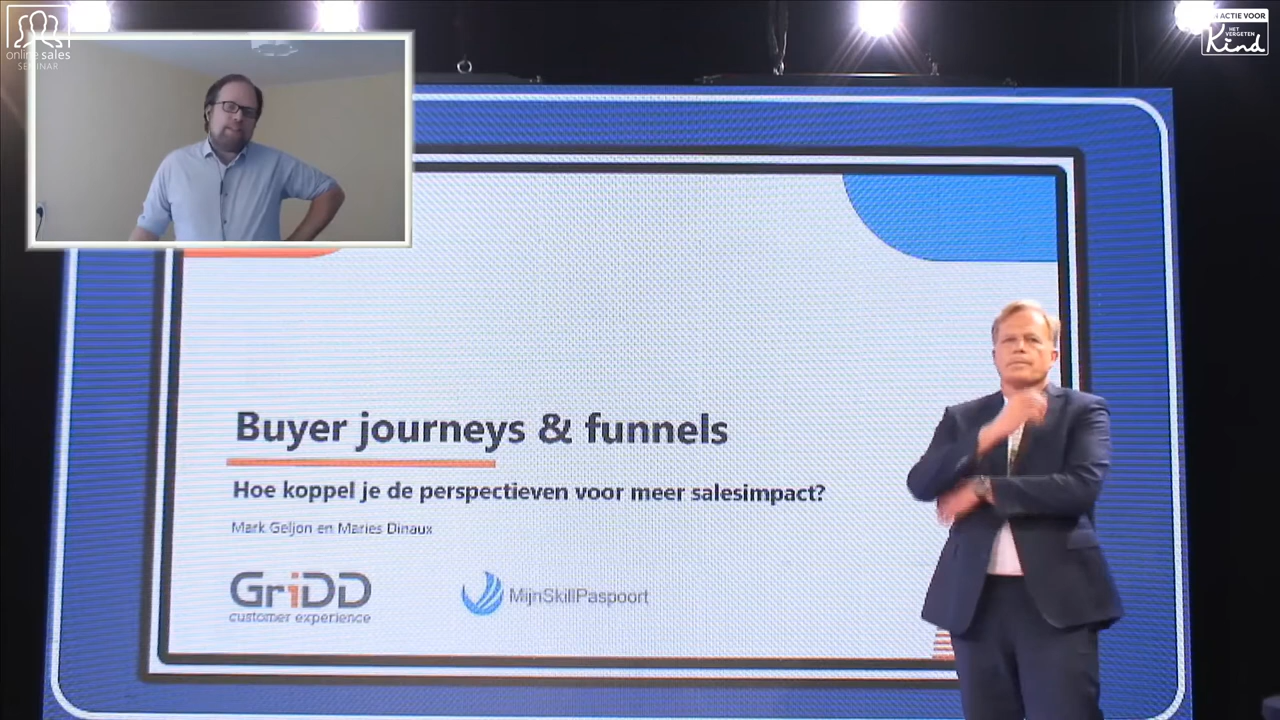 online sales
SEMINAR
N ACTIE VOOR
HET
VERGETEN
Kind
Buyer journeys & funnels
Hoe koppel je de perspectieven voor meer salesimpact?
Mark Geljon en Maries Dinaux
GriDD
customer experience
MijnSkillPaspoort